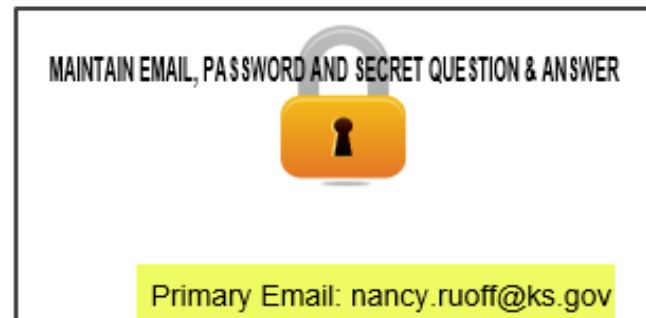 MAINTAIN EMAIL, PASSWORD AND SECRET QUESTION & ANSWER
Primary Email: nancy.ruoff@ks.gov